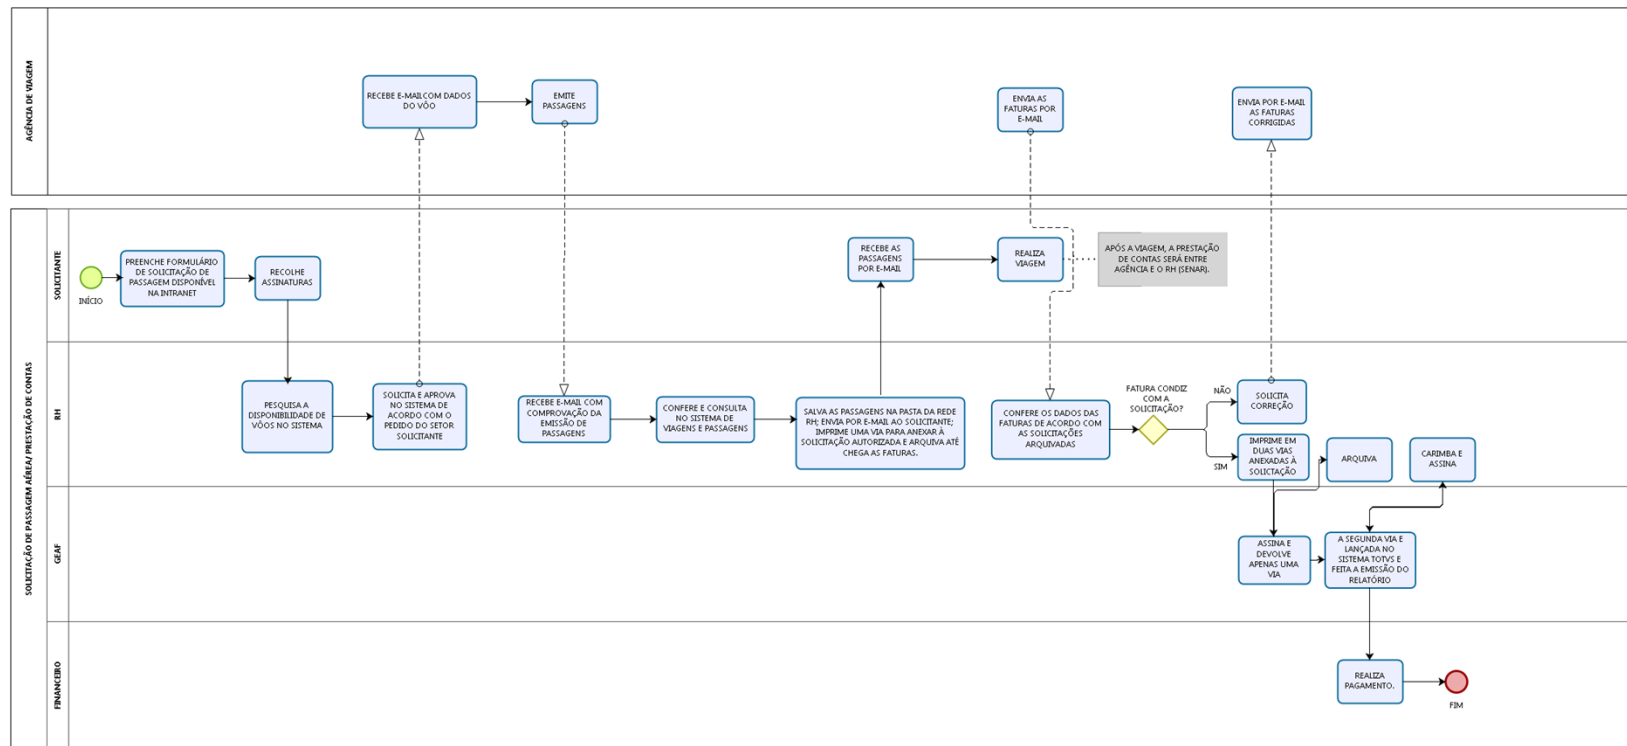 AGÊNCIA DE VIAGEM
RECEBE E-MAILCOM DADOS
DO VÔO
EMITE
PASSAGENS
ENVIA AS
FATURAS POR
E-MAIL
ENVIA POR E-MAIL
AS FATURAS
CORRIGIDAS
SOLICITAÇÃO DE PASSAGEM AÉREA/ PRESTAÇÃO DE CONTAS
SOLICITANTE
INÍCIO
PREENCHE FORMULÁRIO
DE SOLICITAÇÃO DE
PASSAGEM DISPONÍVEL
NA INTRANET
RECOLHE
ASSINATURAS
RECEBE AS
PASSAGENS
POR E-MAIL
REALIZA
VIAGEM
APÓS A VIAGEM, A PRESTAÇÃO
DE CONTAS SERÁ ENTRE
AGÊNCIA E O RH (SENAR).
RH
PESQUISA A
DISPONIBILIDADE DE
VÔOS NO SISTEMA
SOLICITA E APROVA
NO SISTEMA DE
ACORDO COM O
PEDIDO DO SETOR
SOLICITANTE
RECEBE E-MAIL COM
COMPROVAÇÃO DA
EMISSÃO DE
PASSAGENS
CONFERE E CONSULTA
NO SISTEMA DE
VIAGENS E PASSAGENS
SALVA AS PASSAGENS NA PASTA DA REDE
RH; ENVIA POR E-MAIL AO SOLICITANTE;
IMPRIME UMA VIA PARA ANEXAR À
SOLICITAÇÃO AUTORIZADA E ARQUIVA ATÉ
CHEGA AS FATURAS.
CONFERE OS DADOS DAS
FATURAS DE ACORDO COM
AS SOLICITAÇÕES
ARQUIVADAS
FATURA CONDIZ
COM A
SOLICITAÇÃO?
NÃO
SIM
SOLICITA
CORREÇÃO
IMPRIME EM
DUAS VIAS
ANEXADAS À
SOLICTAÇÃO
ARQUIVA
CARIMBA E
ASSINA
GEAF
ASSINA E
DEVOLVE
APENAS UMA
VIA
A SEGUNDA VIA E
LANÇADA NO
SISTEMA TOTVS E
FEITA A EMISSÃO DO
RELATÓRIO
FINANCEIRO
REALIZA
PAGAMENTO.
FIM